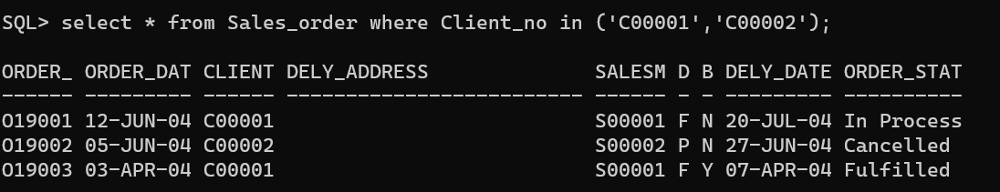 SQL> select * from Sales_order where Client_no in ('C00001','C00002');
ORDER_ ORDER_DAT CLIENT DELY_ADDRESS              SALESM D B DELY_DATE ORDER_STAT
------ --------- ------ ------------------------- ------ - - --------- ----------
O19001 12-JUN-04 C00001                           S00001 F N 20-JUL-04 In Process
O19002 05-JUN-04 C00002                           S00002 P N 27-JUN-04 Cancelled
O19003 03-APR-04 C00001                           S00001 F Y 07-APR-04 Fulfilled